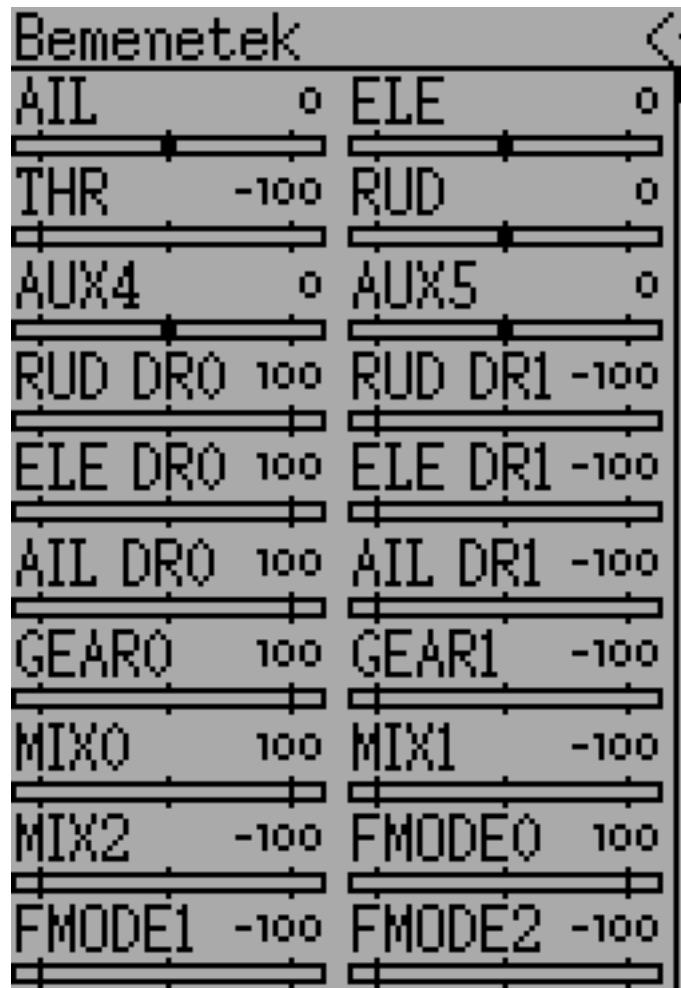 Bemenetek
AIL 0 ELE 0
THR -100 RUD 0
AUX4 0 AUX5 0
RUD DR0 100 RUD DR1 -100
ELE DR0 100 ELE DR1 -100
AIL DR0 100 AIL DR1 -100
GEAR0 100 GEAR1 -100
MIX0 100 MIX1 -100
MIX2 -100 FMODE0 100
FMODE1 -100 FMODE2 -100